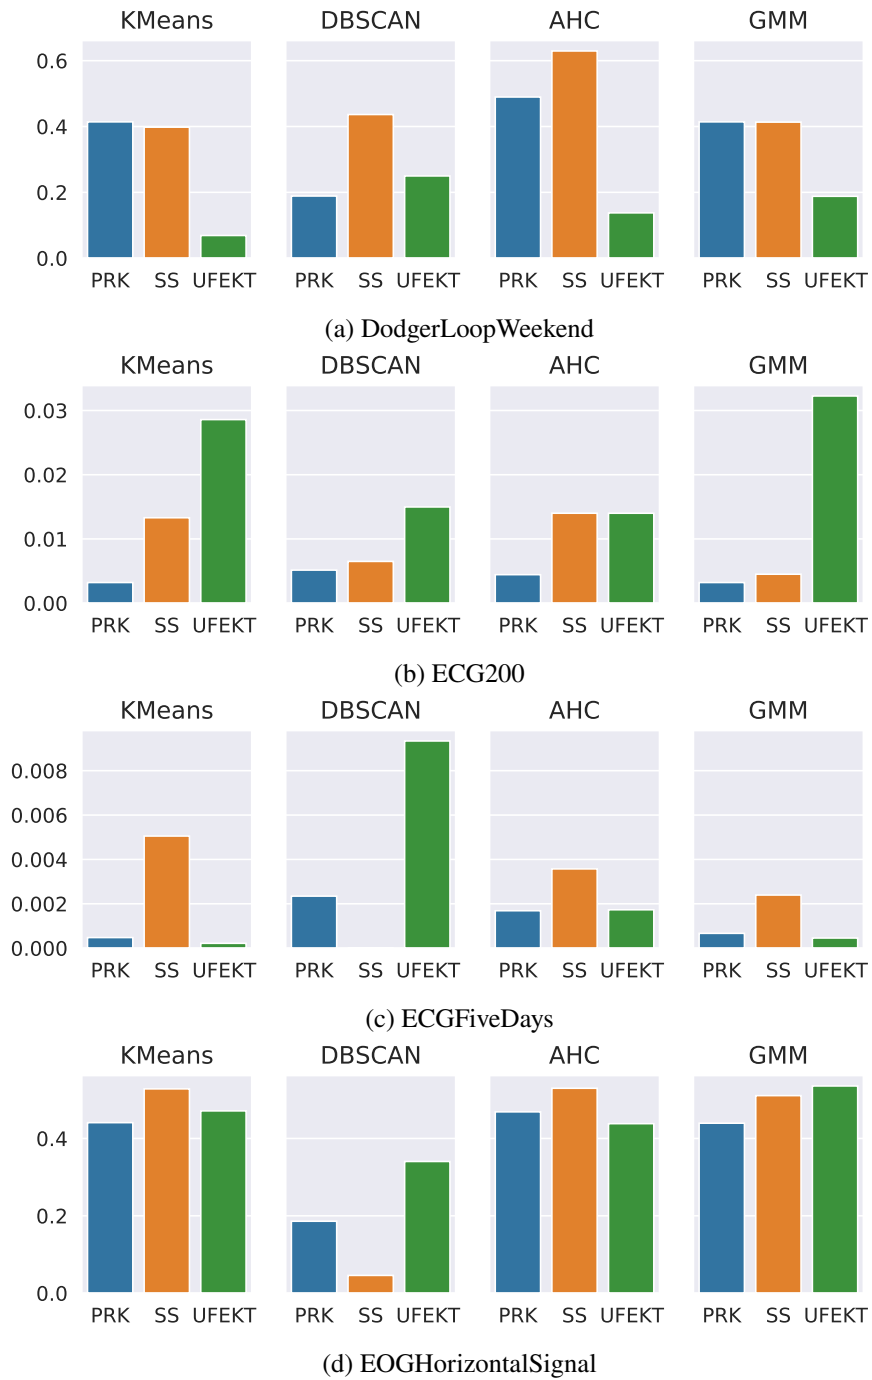 KMeans DBSCAN AHC GMM
0.6
0.4
0.2
0.0
PRK SS UFEKT PRK SS UFEKT PRK SS UFEKT PRK SS UFEKT
(a) DodgerLoopWeekend
KMeans DBSCAN AHC GMM
0.03
0.02
0.01
0.00
PRK SS UFEKT PRK SS UFEKT PRK SS UFEKT PRK SS UFEKT
(b) ECG200
KMeans DBSCAN AHC GMM
0.008
0.006
0.004
0.002
0.000
PRK SS UFEKT PRK SS UFEKT PRK SS UFEKT PRK SS UFEKT
(c) ECGFiveDays
KMeans DBSCAN AHC GMM
0.4
0.2
0.0
PRK SS UFEKT PRK SS UFEKT PRK SS UFEKT PRK SS UFEKT
(d) EOGHorizontalSignal